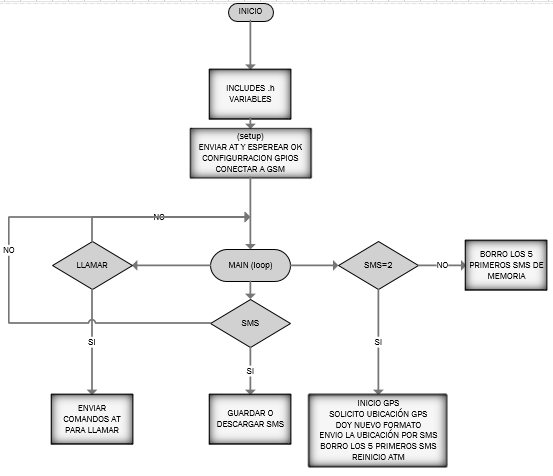 INICIO
INCLUDES .h
VARIABLES
(setup)
ENVIAR AT Y ESPEREAR OK
CONFIGURRACION GPIOS
CONECTAR A GSM
NO
NO
LLAMAR
MAIN (loop)
SMS=2
NO
BORRO LOS 5
PRIMEROS SMS DE
MEMORIA
SMS
SI
SI
SI
ENVIAR
COMANDOS AT
PARA LLAMAR
GUARDAR O
DESCARGAR SMS
INICIO GPS
SOLICITO UBICACIÓN GPS
DOY NUEVO FORMATO
ENVIO LA UBICACIÓN POR SMS
BORRO LOS 5 PRIMEROS SMS
REINICIO ATM